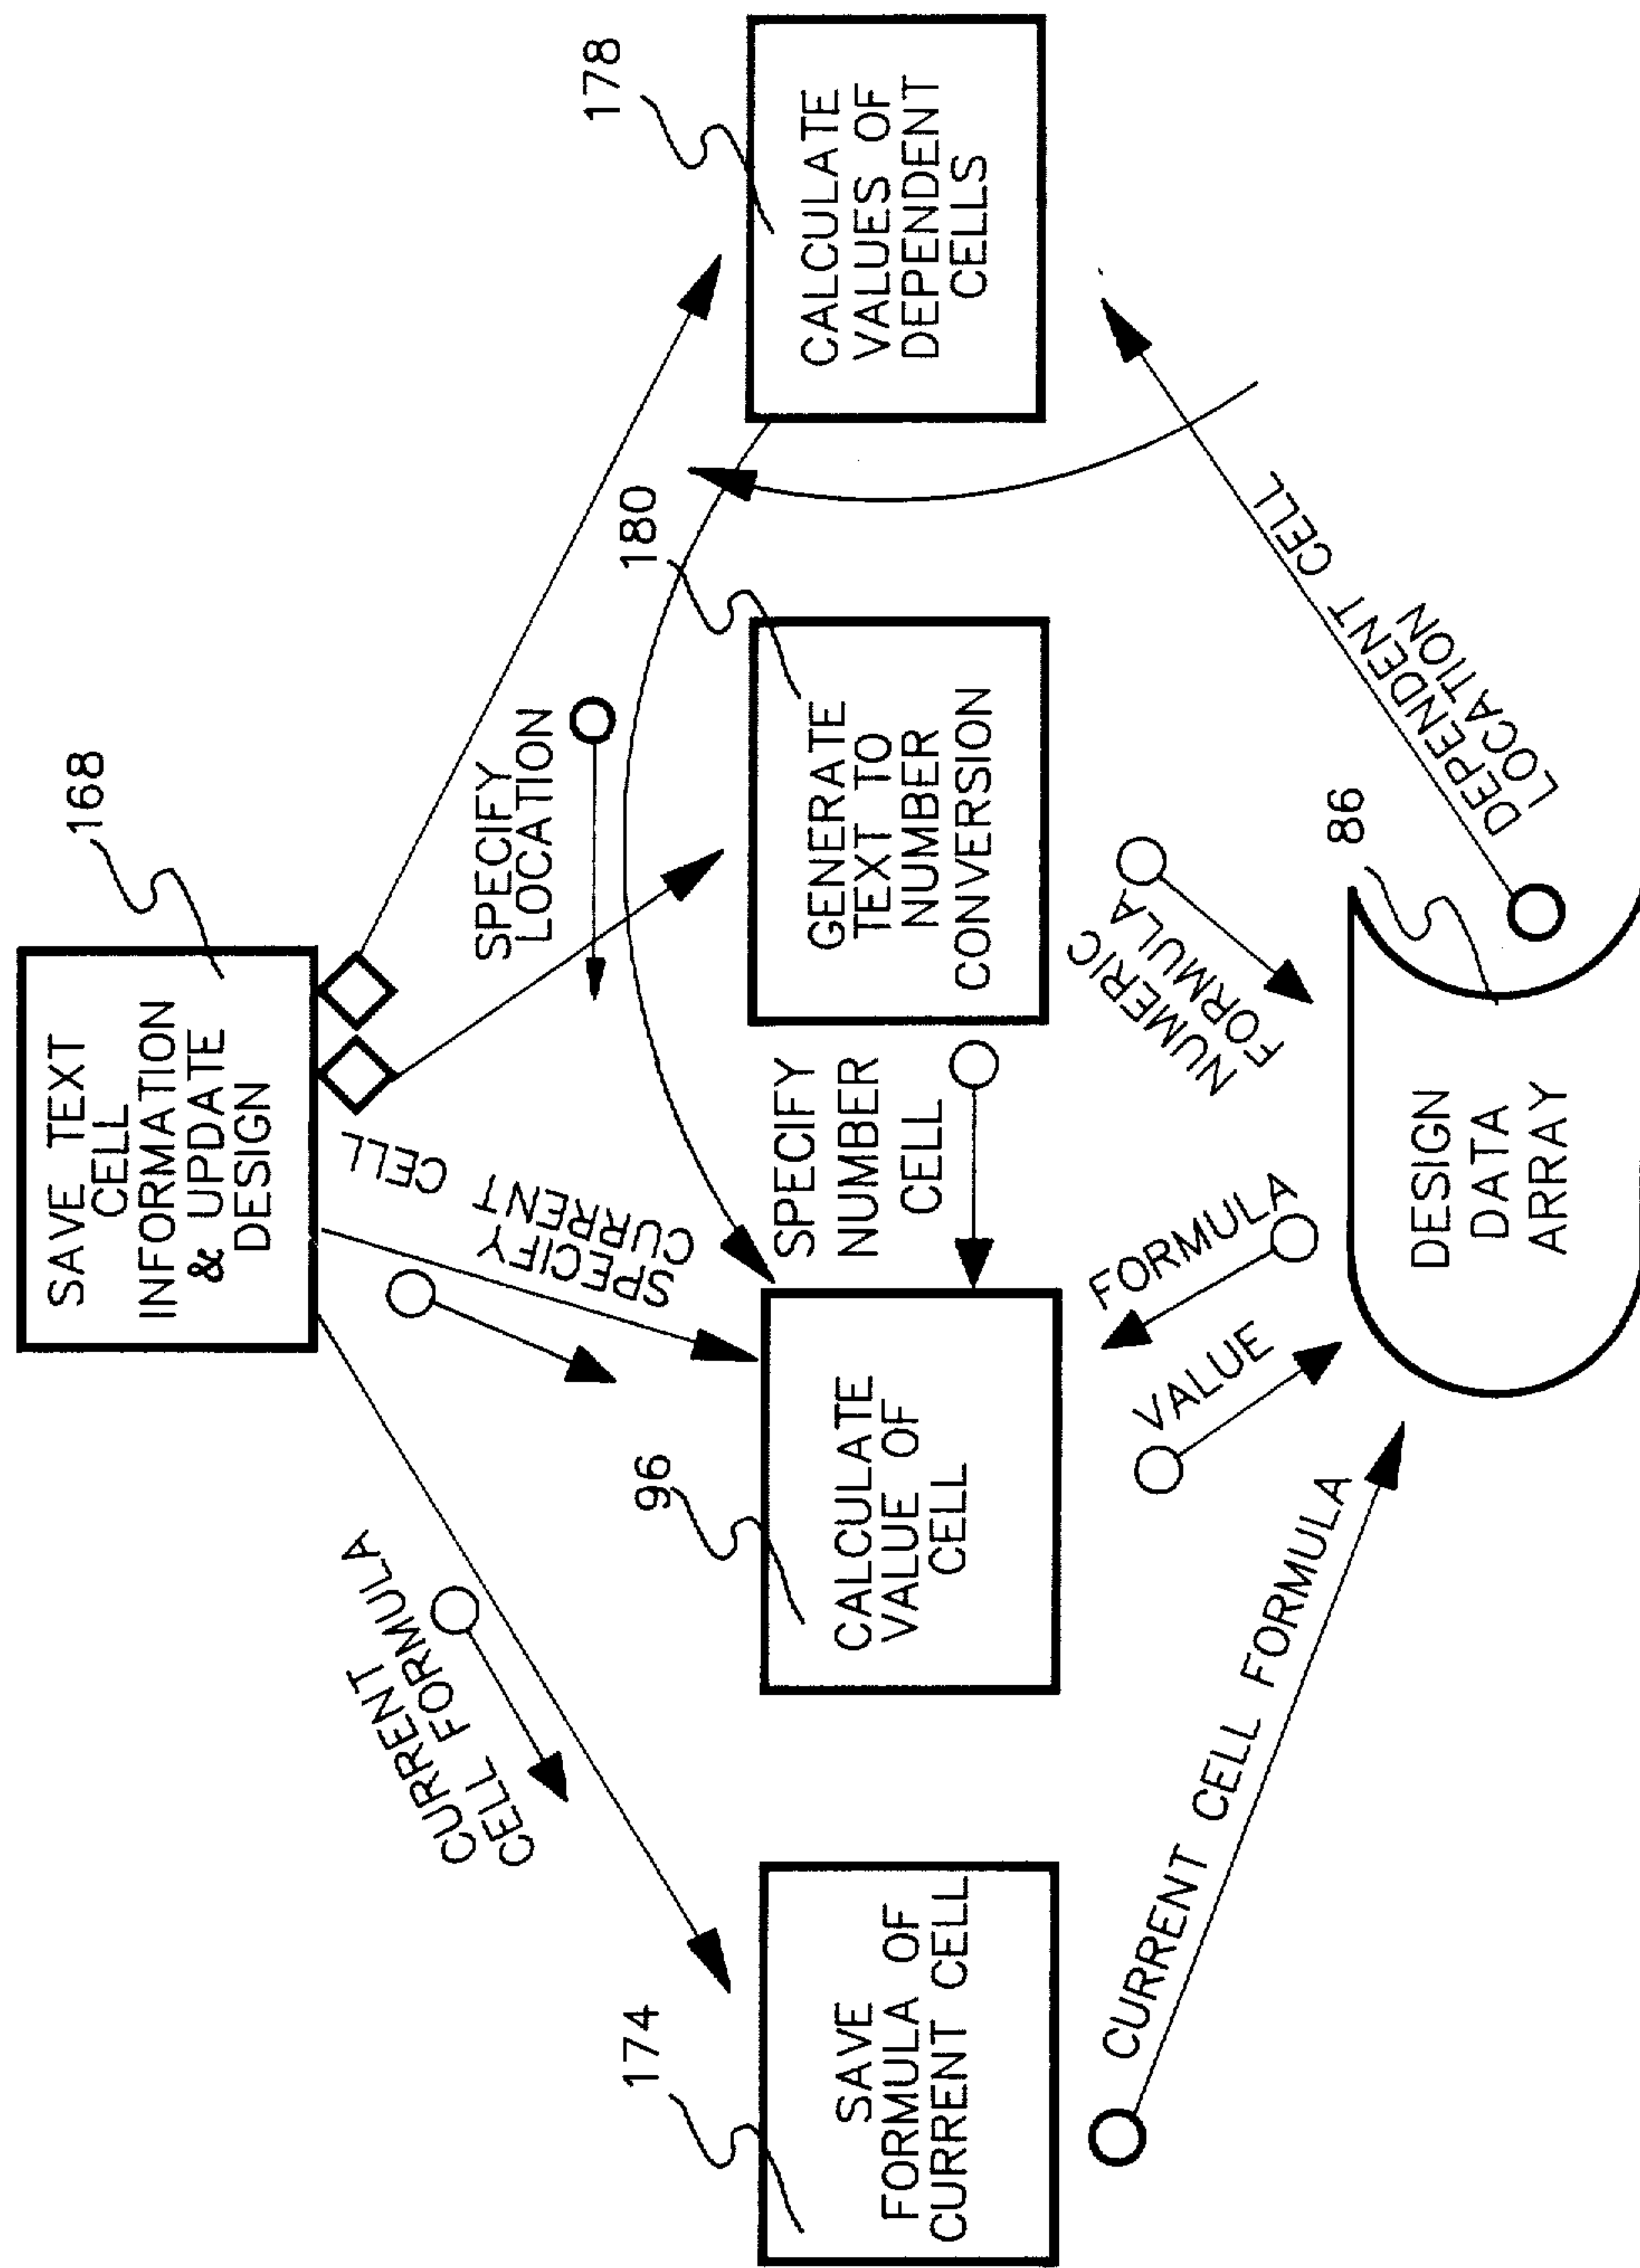 SAVE TEXT
CELL
INFORMATION
& UPDATE
DESIGN
168
CURRENT
CELL FORMULA
SPECIFY
CURRENT
CELL
SPECIFY
LOCATION
174
SAVE
FORMULA OF
CURRENT CELL
96
CALCULATE
VALUE OF
CELL
SPECIFY
NUMBER
CELL
180
GENERATE
TEXT TO
NUMBER
CONVERSION
178
CALCULATE
VALUES OF
DEPENDENT
CELLS
CURRENT CELL FORMULA
VALUE
FORMULA
NUMERIC
FORMULA
DEPENDENT CELL
LOCATION
86
DESIGN
DATA
ARRAY